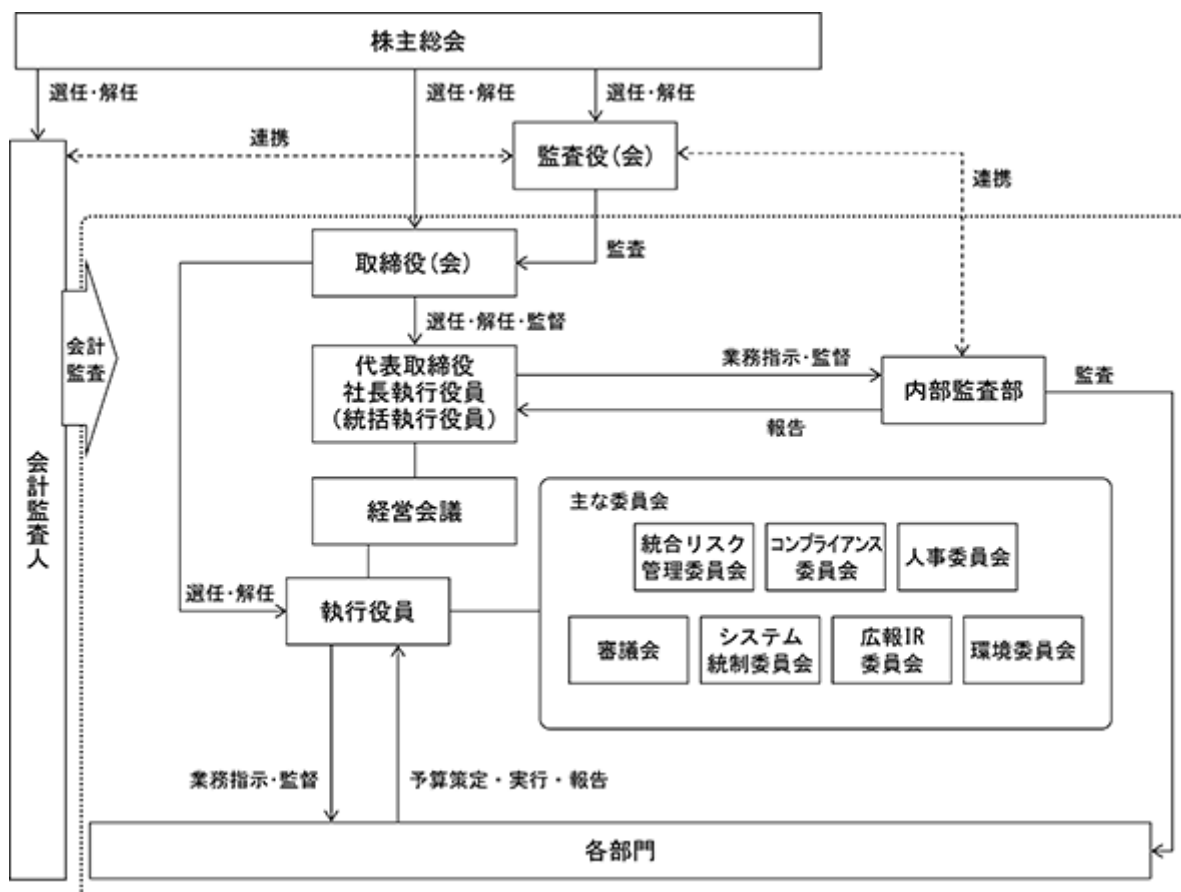 株主総会
選任・解任
選任・解任
選任・解任
連携
監査役(会)
連携
取締役(会)
監査
選任・解任・監督
会計
監査
代表取締役
社長執行役員
(統括執行役員)
業務指示・監督
報告
内部監査部
監査
会計監査人
経営会議
主な委員会
統合リスク
管理委員会
コンプライアンス
委員会
人事委員会
選任・解任
執行役員
審議会
システム
統制委員会
広報IR
委員会
環境委員会
業務指示・監督
予算策定・実行・報告
各部門